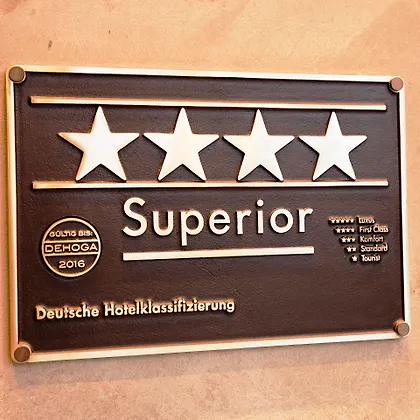 Superior
GÜLTIG BIS:
DEHOGA
2016
★★★★★ Luxus
★★★★ First Class
★★★ Komfort
★★ Standard
★ Tourist
Deutsche Hotelklassifizierung